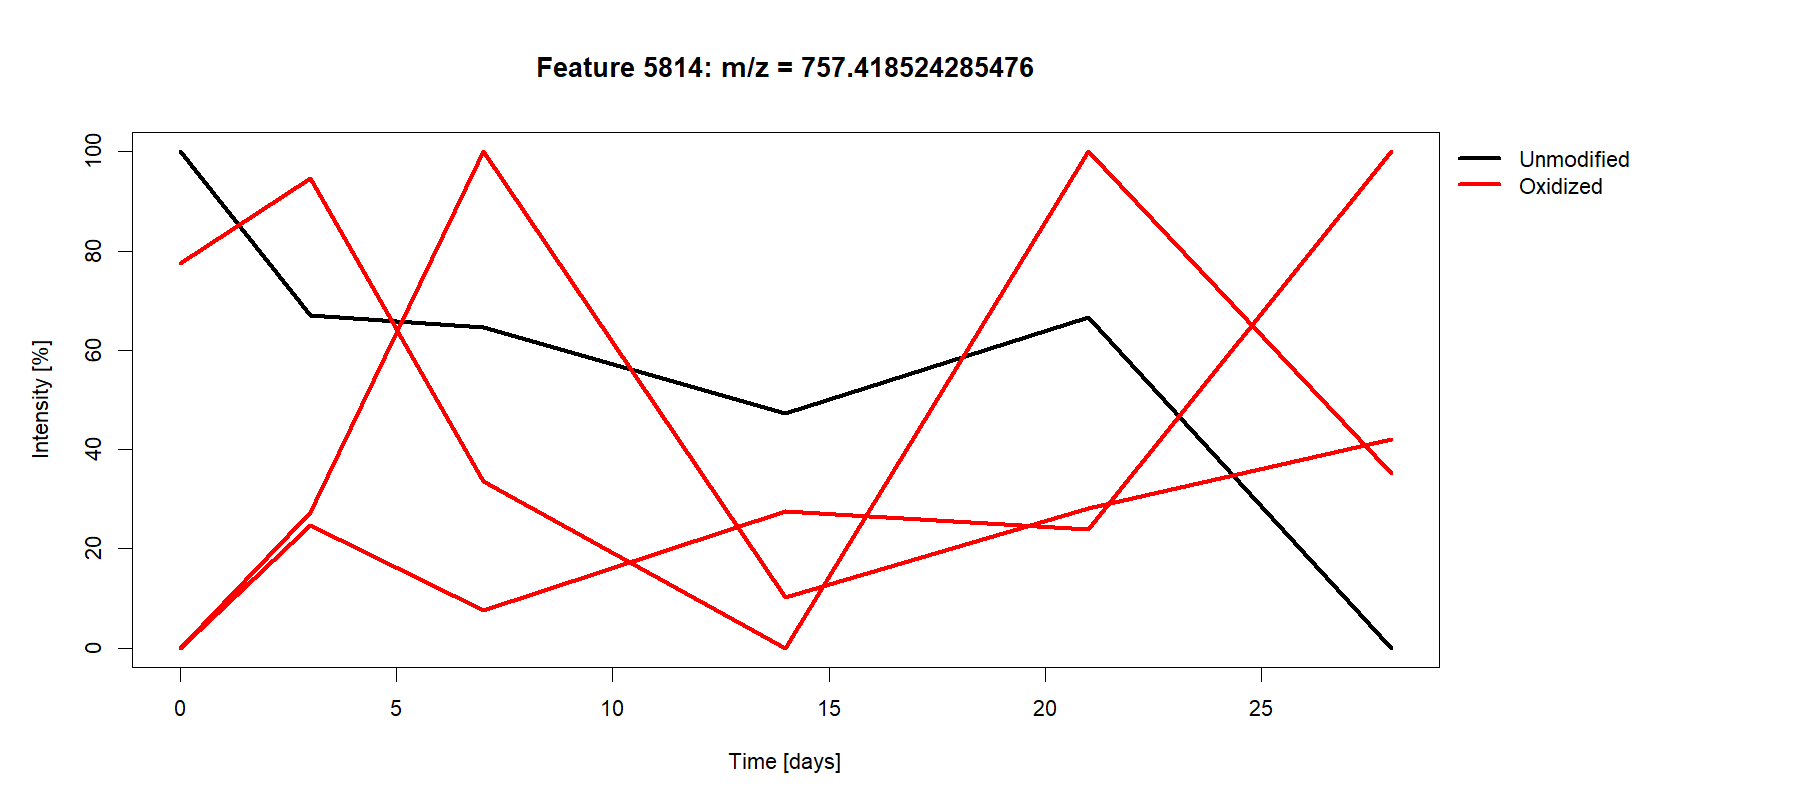 Feature 5814: m/z = 757.418524285476
Unmodified
Oxidized
Intensity [%]
100
80
60
40
20
0
0 5 10 15 20 25
Time [days]